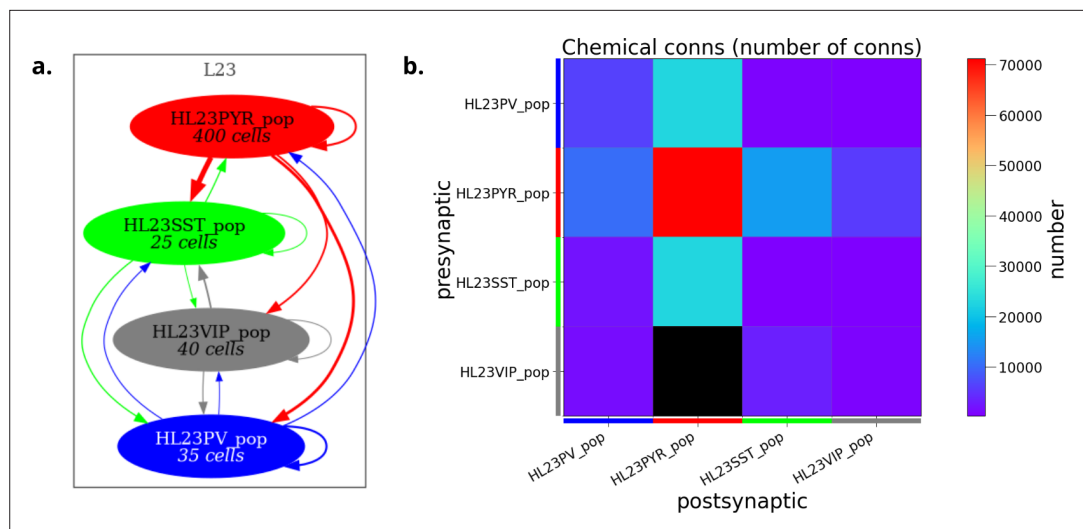 a.
L23
HL23PYR_pop
400 cells
HL23SST_pop
25 cells
HL23VIP_pop
40 cells
HL23PV_pop
35 cells
b.
Chemical conns (number of conns)
presynaptic
HL23PV_pop
HL23PYR_pop
HL23SST_pop
HL23VIP_pop
HL23PV_pop
HL23PYR_pop
HL23SST_pop
HL23VIP_pop
postsynaptic
70000
60000
50000
40000
30000
20000
10000
number